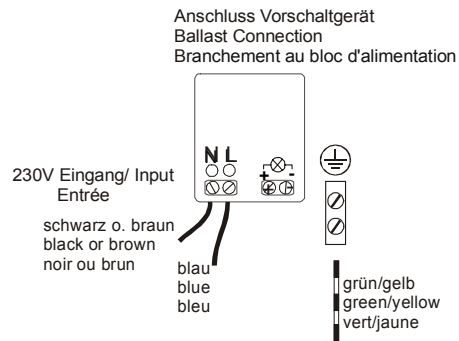 Anschluss Vorschaltgerät
Ballast Connection
Branchement au bloc d'alimentation
N L
+ -
230V Eingang/ Input
Entrée
schwarz o. braun
black or brown
noir ou brun
blau
blue
bleu
grün/gelb
green/yellow
vert/jaune